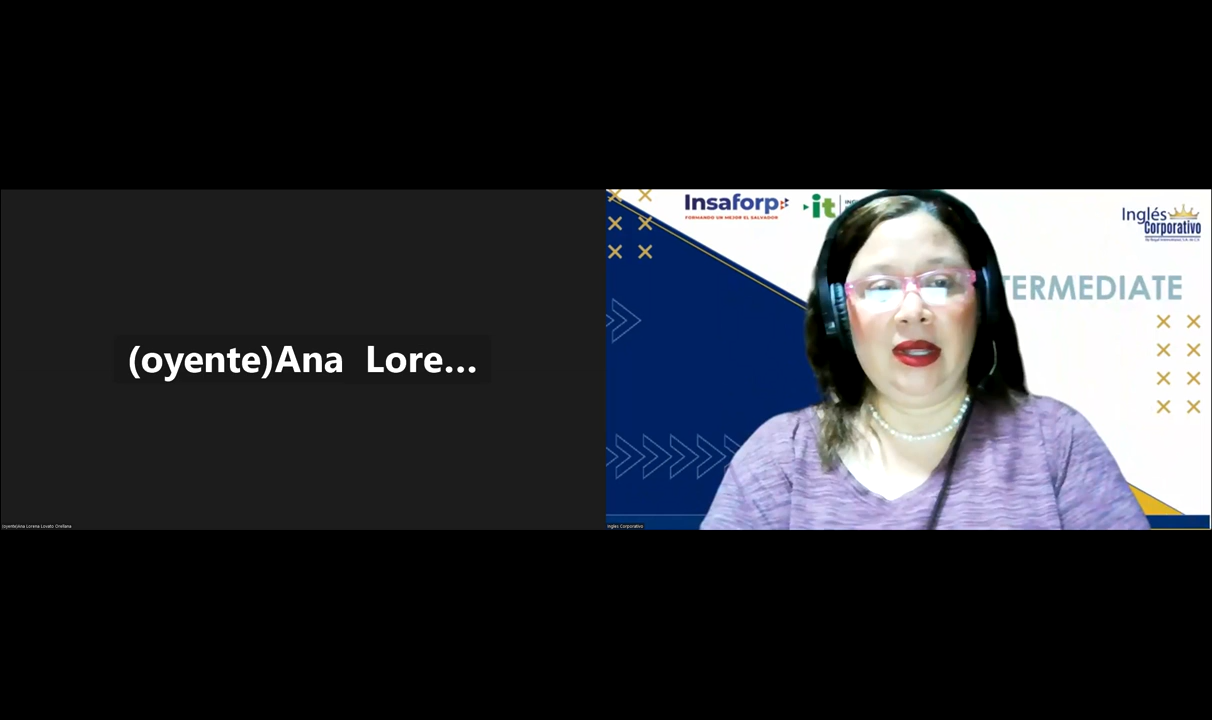 (oyente)Ana Lore...
(oyente)Ana Lorena Lovato Orellana
Insaforp
FORMANDO UN MEJOR EL SALVADOR
it
Inglés
Corporativo
TERMEDIATE
Inglés Corporativo